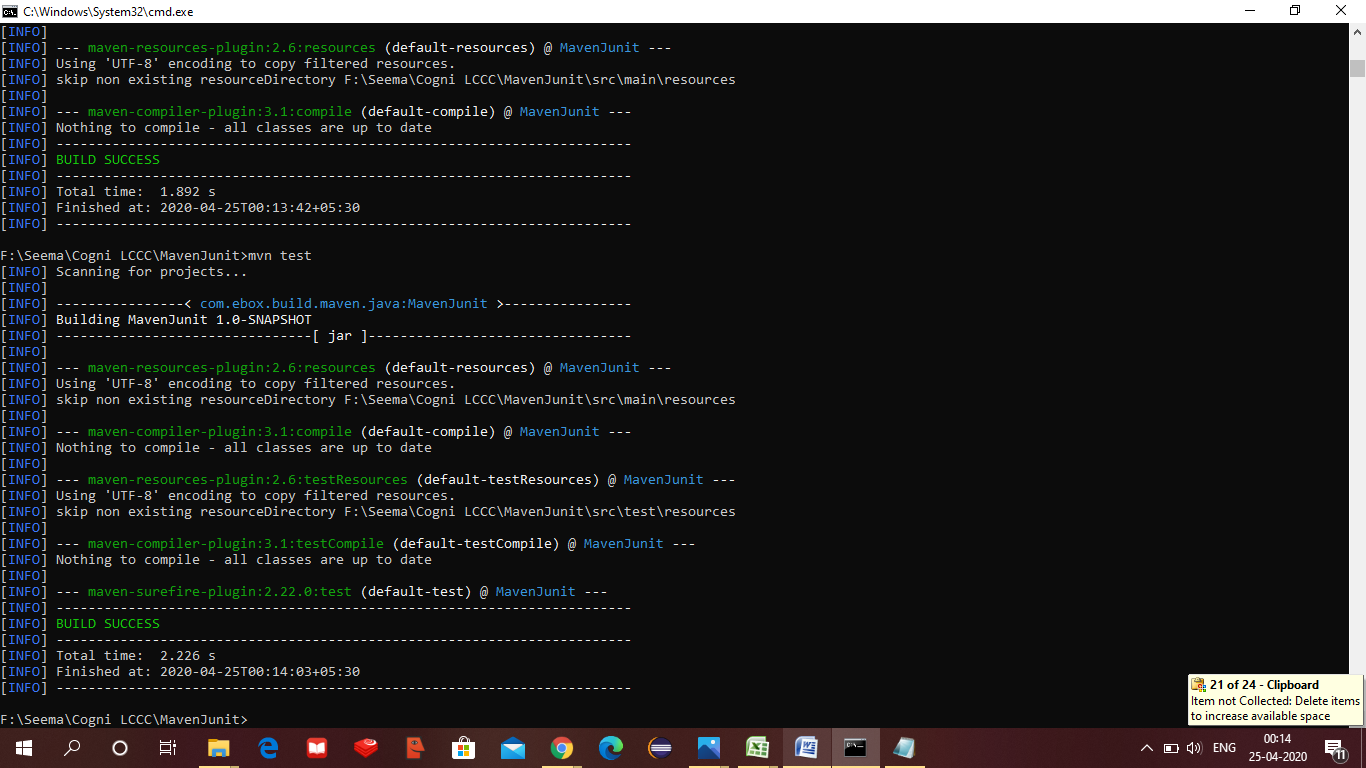 C:\Windows\System32\cmd.exe
[INFO]
[INFO] --- maven-resources-plugin:2.6:resources (default-resources) @ MavenJunit ---
[INFO] Using 'UTF-8' encoding to copy filtered resources.
[INFO] skip non existing resourceDirectory F:\Seema\Cogni LCCC\MavenJunit\src\main\resources
[INFO]
[INFO] --- maven-compiler-plugin:3.1:compile (default-compile) @ MavenJunit ---
[INFO] Nothing to compile - all classes are up to date
[INFO] ------------------------------------------------------------------------
[INFO] BUILD SUCCESS
[INFO] ------------------------------------------------------------------------
[INFO] Total time:  1.892 s
[INFO] Finished at: 2020-04-25T00:13:42+05:30
[INFO] ------------------------------------------------------------------------
F:\Seema\Cogni LCCC\MavenJunit>mvn test
[INFO] Scanning for projects...
[INFO]
[INFO] ----------------< com.ebox.build.maven.java:MavenJunit >----------------
[INFO] Building MavenJunit 1.0-SNAPSHOT
[INFO] --------------------------------[ jar ]---------------------------------
[INFO]
[INFO] --- maven-resources-plugin:2.6:resources (default-resources) @ MavenJunit ---
[INFO] Using 'UTF-8' encoding to copy filtered resources.
[INFO] skip non existing resourceDirectory F:\Seema\Cogni LCCC\MavenJunit\src\main\resources
[INFO]
[INFO] --- maven-compiler-plugin:3.1:compile (default-compile) @ MavenJunit ---
[INFO] Nothing to compile - all classes are up to date
[INFO]
[INFO] --- maven-resources-plugin:2.6:testResources (default-testResources) @ MavenJunit ---
[INFO] Using 'UTF-8' encoding to copy filtered resources.
[INFO] skip non existing resourceDirectory F:\Seema\Cogni LCCC\MavenJunit\src\test\resources
[INFO]
[INFO] --- maven-compiler-plugin:3.1:testCompile (default-testCompile) @ MavenJunit ---
[INFO] Nothing to compile - all classes are up to date
[INFO]
[INFO] --- maven-surefire-plugin:2.22.0:test (default-test) @ MavenJunit ---
[INFO] ------------------------------------------------------------------------
[INFO] BUILD SUCCESS
[INFO] ------------------------------------------------------------------------
[INFO] Total time:  2.226 s
[INFO] Finished at: 2020-04-25T00:14:03+05:30
[INFO] ------------------------------------------------------------------------
F:\Seema\Cogni LCCC\MavenJunit>
21 of 24 - Clipboard
Item not Collected: Delete items
to increase available space
ENG
00:14
25-04-2020
11